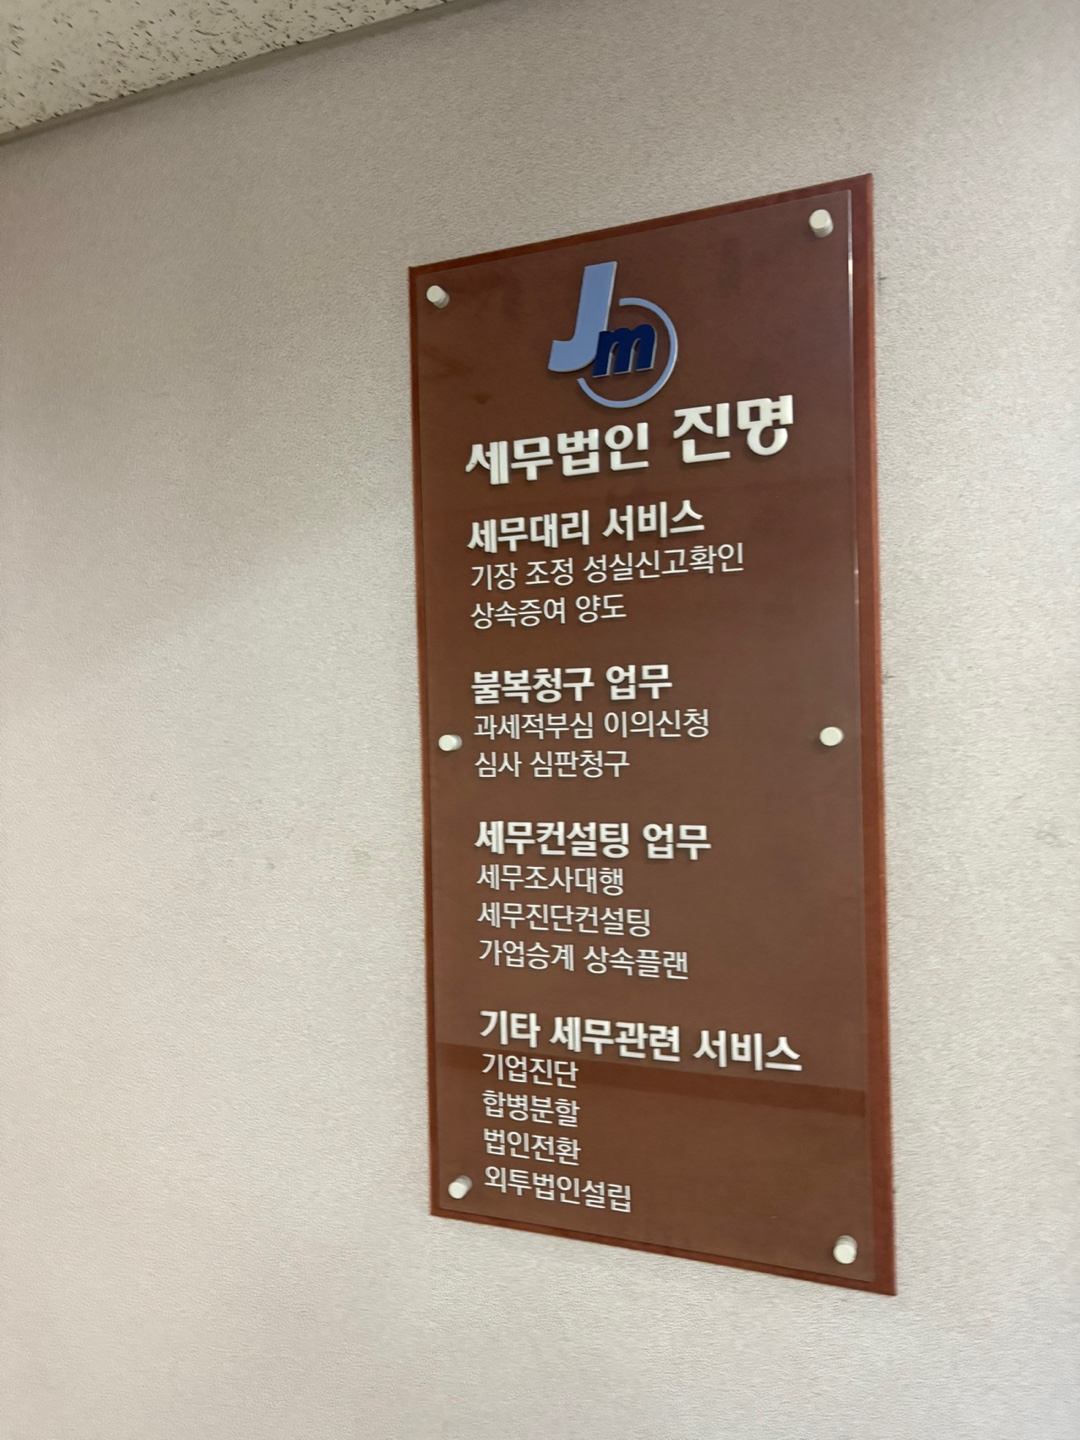 Jm
세무법인 진명
세무대리 서비스
기장 조정 성실신고확인
상속증여 양도
불복청구 업무
과세적부심 이의신청
심사 심판청구
세무컨설팅 업무
세무조사대행
세무진단컨설팅
가업승계 상속플랜
기타 세무관련 서비스
기업진단
합병분할
법인전환
외투법인설립